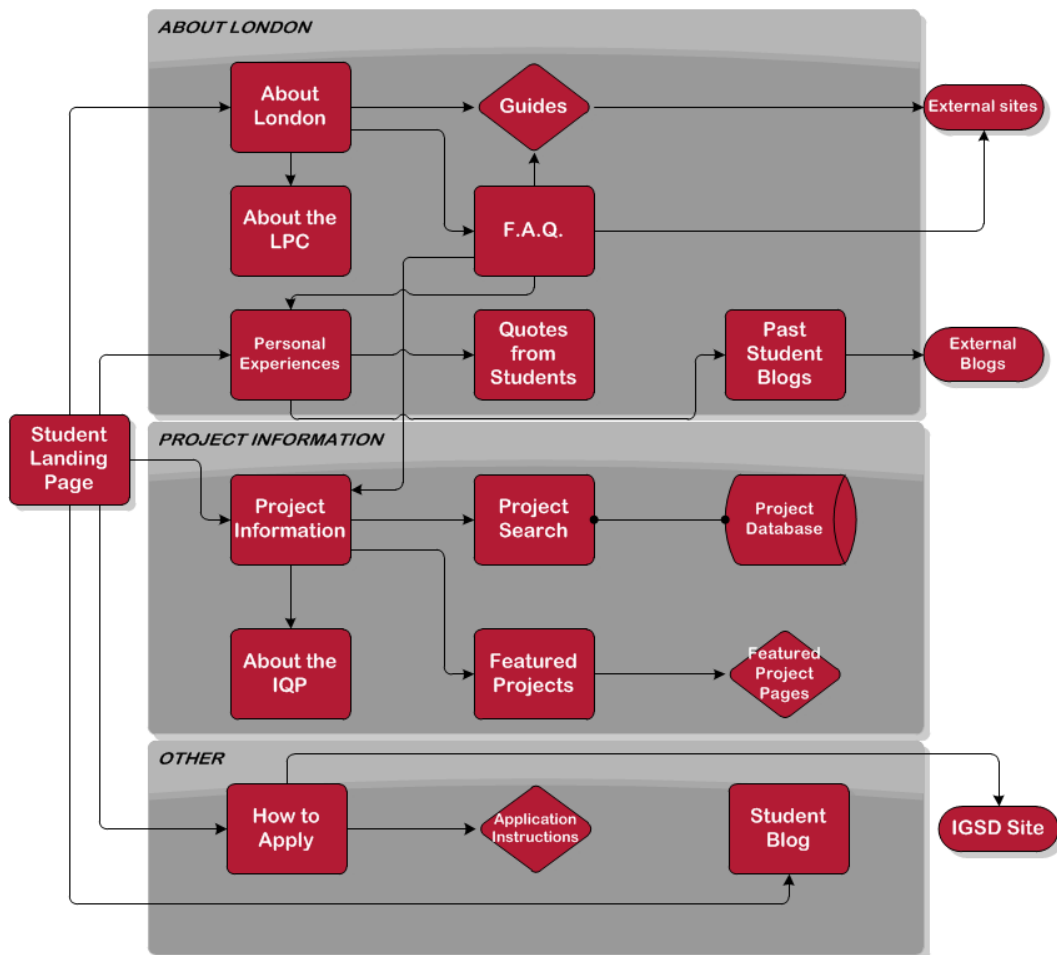 ABOUT LONDON
About
London
Guides
External sites
About the
LPC
F.A.Q.
Personal
Experiences
Quotes
from
Students
Past
Student
Blogs
External
Blogs
Student
Landing
Page
PROJECT INFORMATION
Project
Information
Project
Search
Project
Database
About the
IQP
Featured
Projects
Featured
Project
Pages
OTHER
How to
Apply
Application
Instructions
Student
Blog
IGSD Site